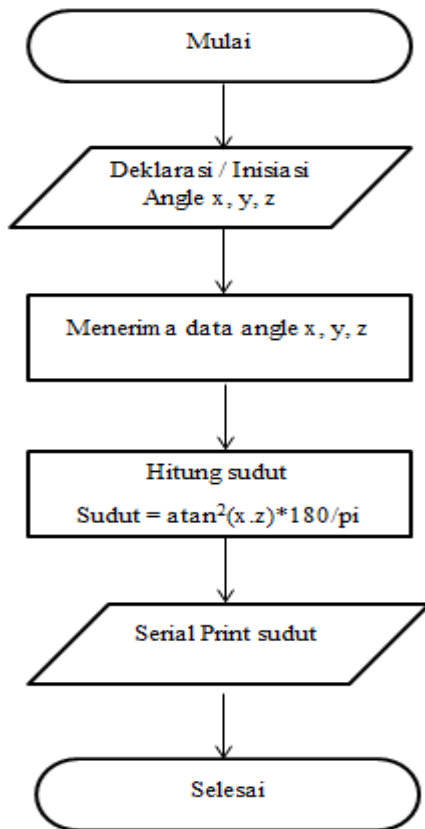 Mulai
Deklarasi / Inisiasi
Angle x, y, z
Menerima data angle x, y, z
Hitung sudut
Sudut = atan²(x.z)*180/pi
Serial Print sudut
Selesai